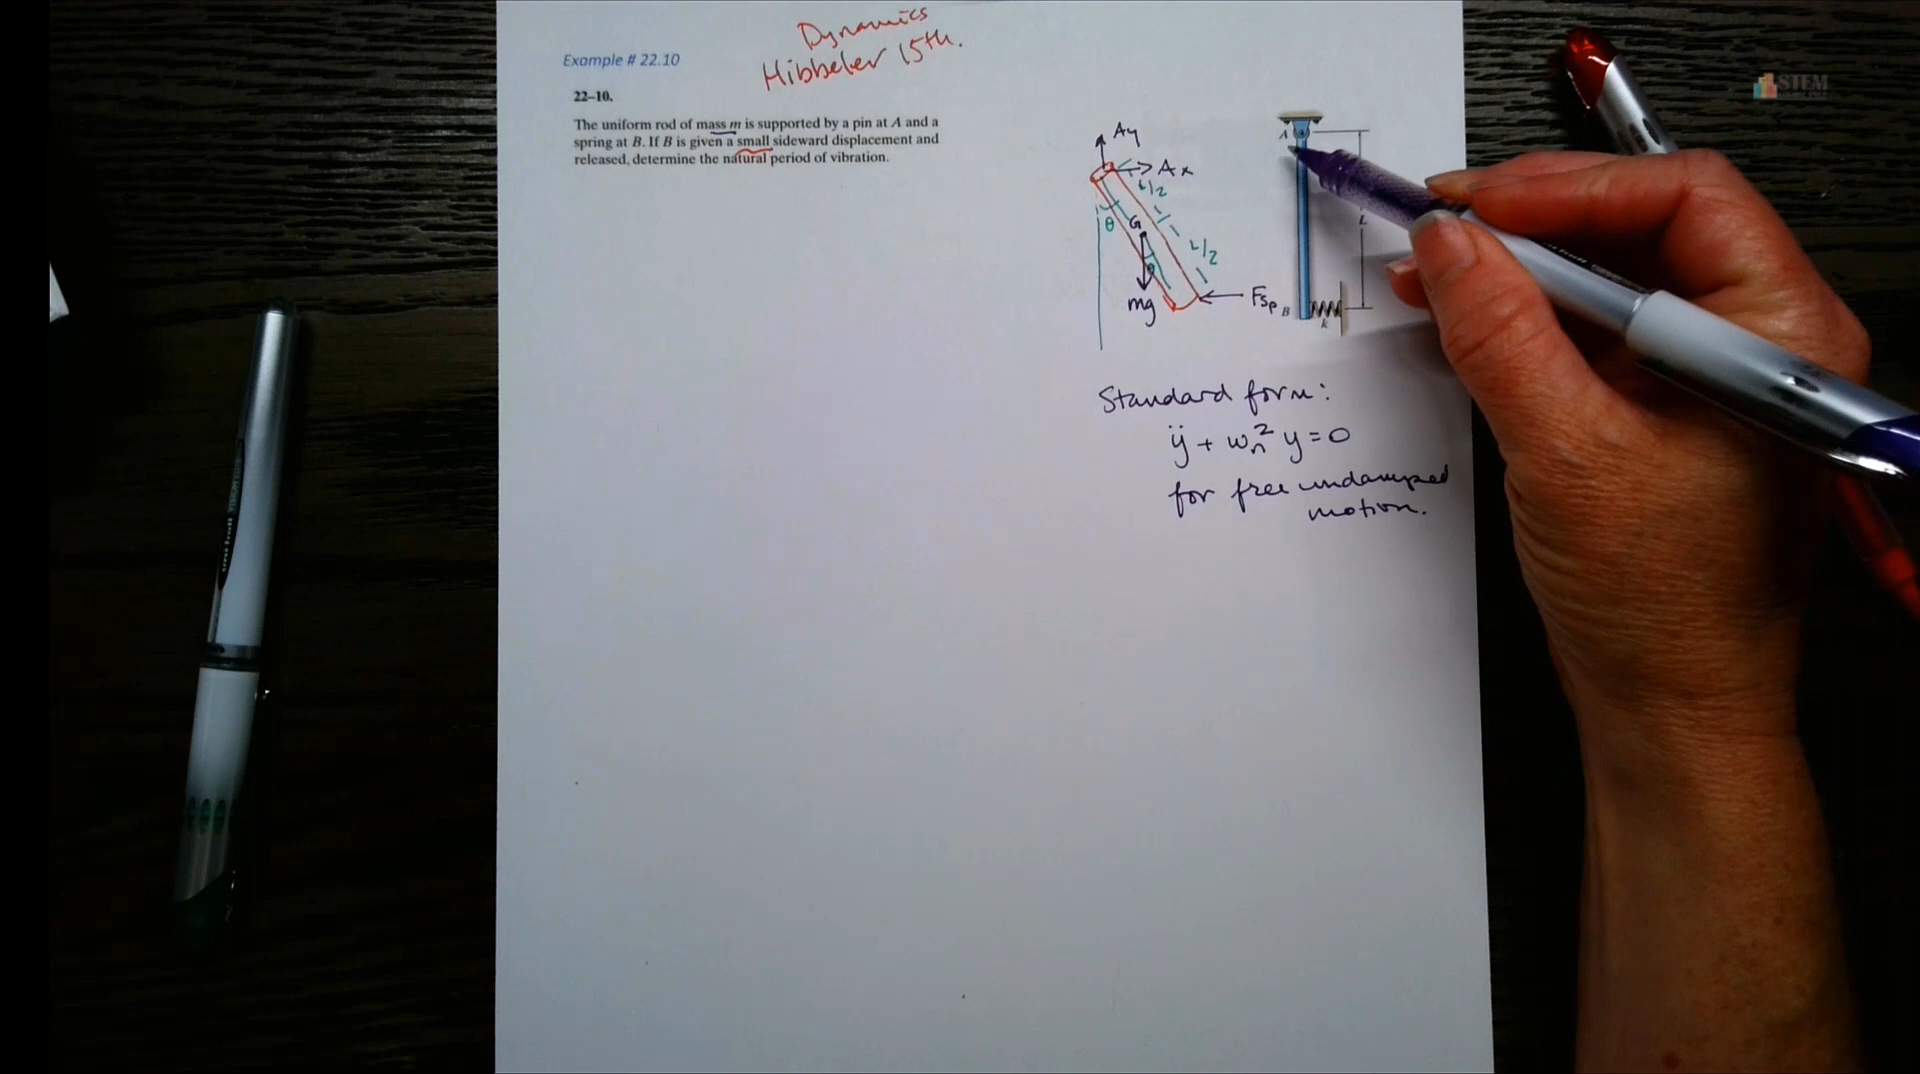 Dynamics
Hibbeler 15th.
Example # 22.10
22–10.
The uniform rod of mass m is supported by a pin at A and a
spring at B. If B is given a small sideward displacement and
released, determine the natural period of vibration.
Ay
Ax
L/2
θ
G
L/2
θ
mg
Fsp
A
L
B
k
Standard form:
ÿ + ωn² y = 0
for free undamped
motion.
STEM